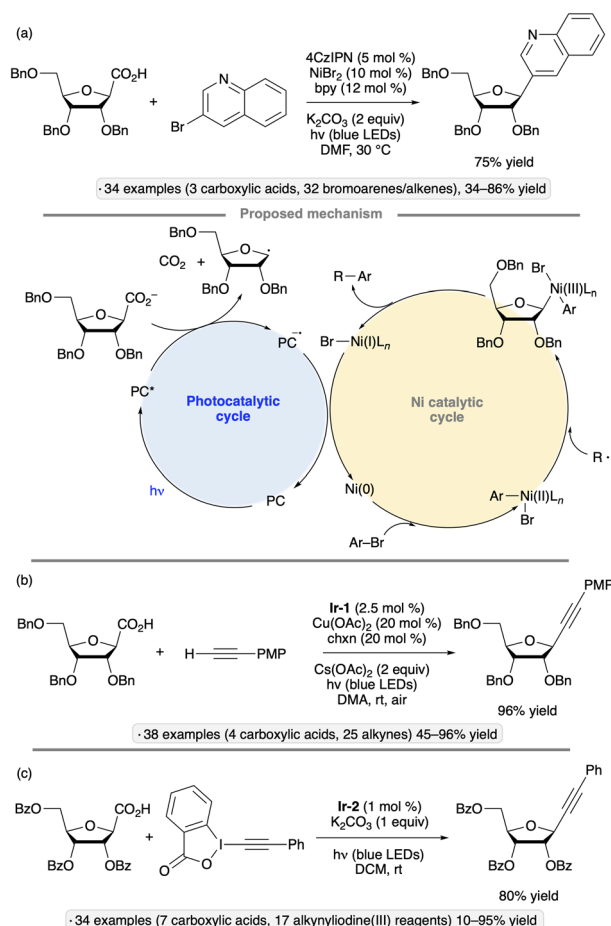 (a)
BnO
O
CO₂H
BnO
OBn
+
Br
N
4CzIPN (5 mol %)
NiBr₂ (10 mol %)
bpy (12 mol %)
K₂CO₃ (2 equiv)
hν (blue LEDs)
DMF, 30 °C
BnO
O
N
BnO
OBn
75% yield
· 34 examples (3 carboxylic acids, 32 bromoarenes/alkenes), 34–86% yield
Proposed mechanism
CO₂ +
BnO
O
·
BnO
OBn
BnO
O
CO₂⁻
BnO
OBn
PC*
PC⁻•
Photocatalytic
cycle
hν
PC
R–Ar
Br–Ni(I)Lₙ
Ni catalytic
cycle
Ni(0)
Ar–Br
Ar–Ni(II)Lₙ
Br
R ·
OBn
Br
Ni(III)Lₙ
Ar
O
BnO
OBn
(b)
BnO
O
CO₂H
BnO
OBn
+
H
PMP
Ir-1 (2.5 mol %)
Cu(OAc)₂ (20 mol %)
chxn (20 mol %)
Cs(OAc)₂ (2 equiv)
hν (blue LEDs)
DMA, rt, air
BnO
O
PMP
BnO
OBn
96% yield
· 38 examples (4 carboxylic acids, 25 alkynes) 45–96% yield
(c)
BzO
O
CO₂H
BzO
OBz
+
O
O
I
Ph
Ir-2 (1 mol %)
K₂CO₃ (1 equiv)
hν (blue LEDs)
DCM, rt
BzO
O
Ph
BzO
OBz
80% yield
· 34 examples (7 carboxylic acids, 17 alkynyliodine(III) reagents) 10–95% yield